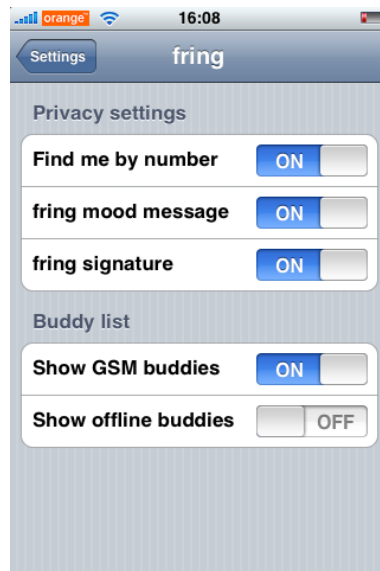 orange 16:08
Settings fring
Privacy settings
Find me by number ON
fring mood message ON
fring signature ON
Buddy list
Show GSM buddies ON
Show offline buddies OFF